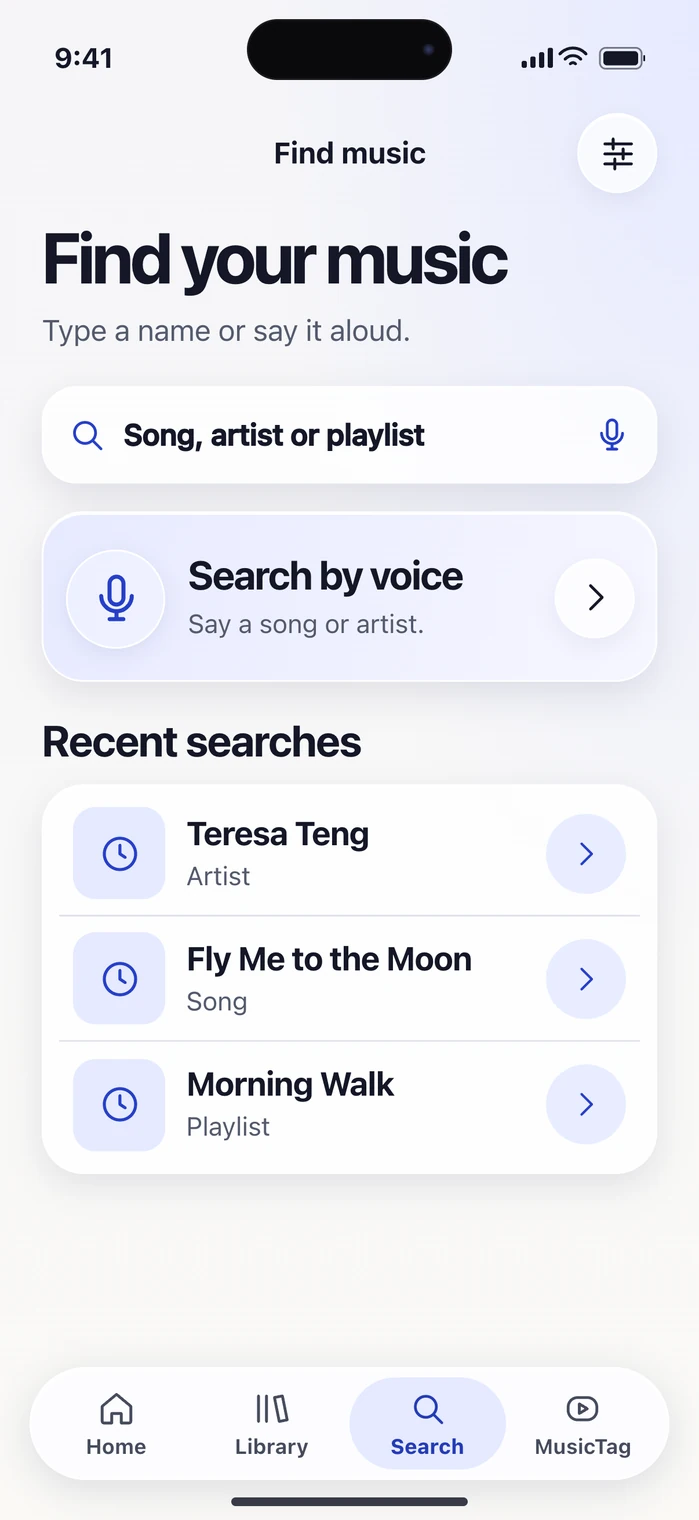 9:41
Find music
Find your music
Type a name or say it aloud.
Song, artist or playlist
Search by voice
Say a song or artist.
Recent searches
Teresa Teng
Artist
Fly Me to the Moon
Song
Morning Walk
Playlist
Home
Library
Search
MusicTag